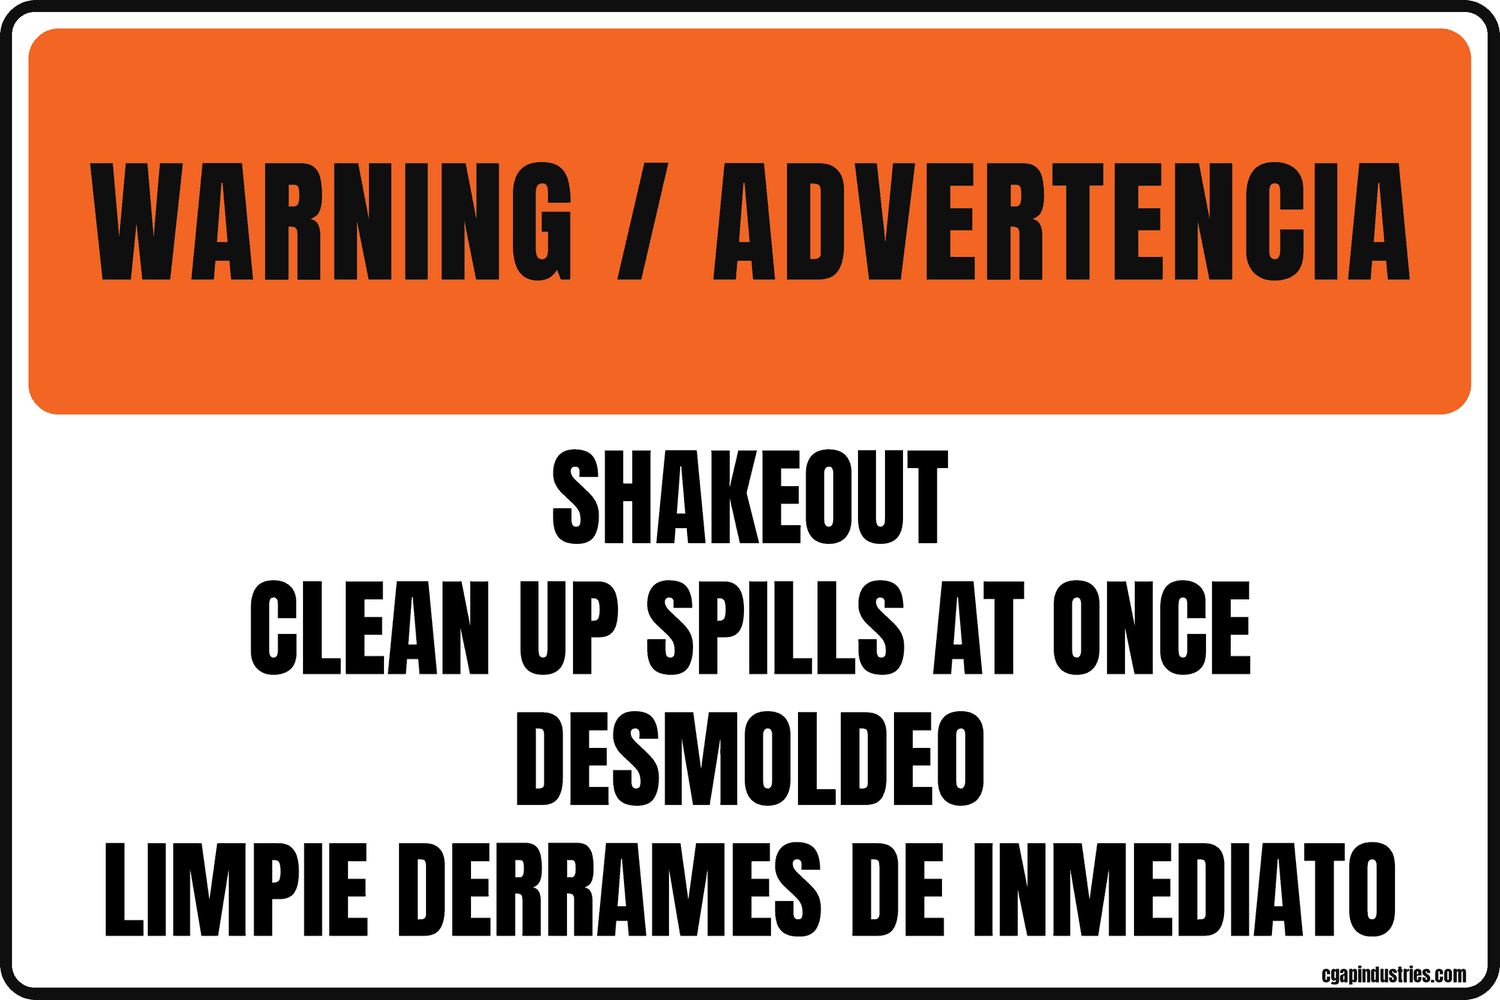 WARNING / ADVERTENCIA
SHAKEOUT
CLEAN UP SPILLS AT ONCE
DESMOLDEO
LIMPIE DERRAMES DE INMEDIATO
cgapindustries.com